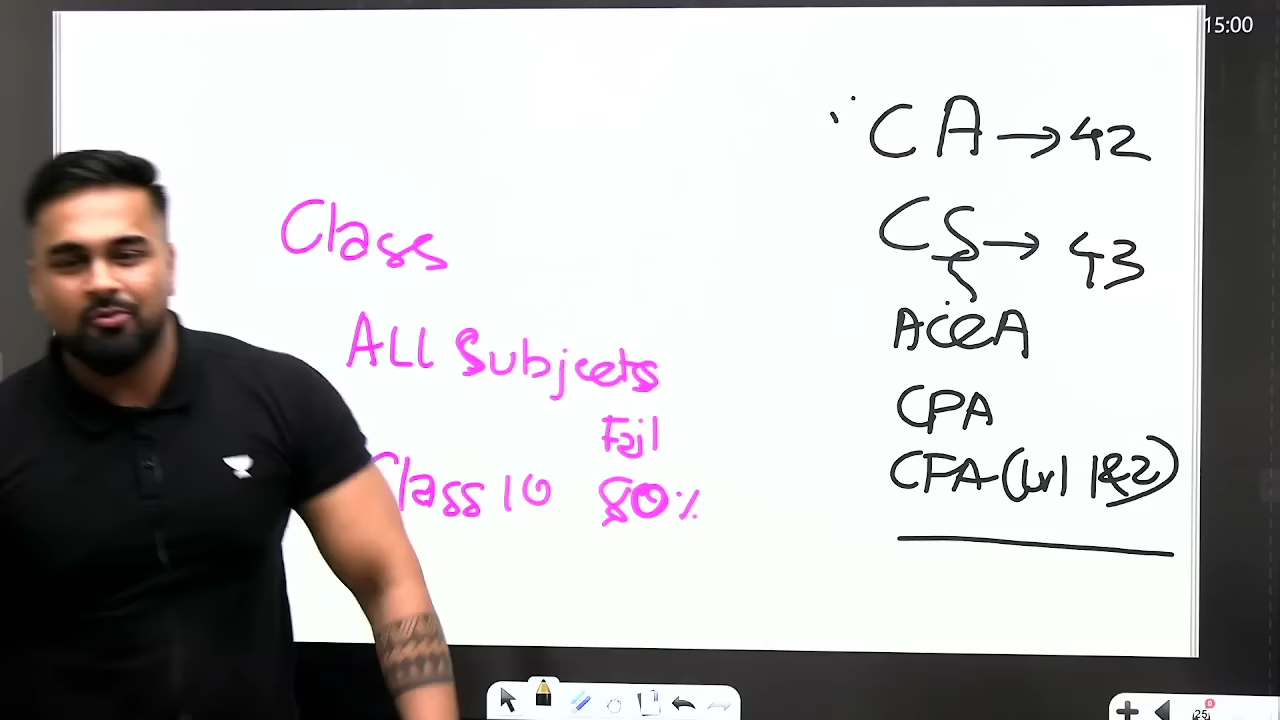 15:00
Class
ALL Subjects
Fail
Class 10 80%
CA → 42
CS → 43
ACCA
CPA
CFA (lvl 1&2)
25